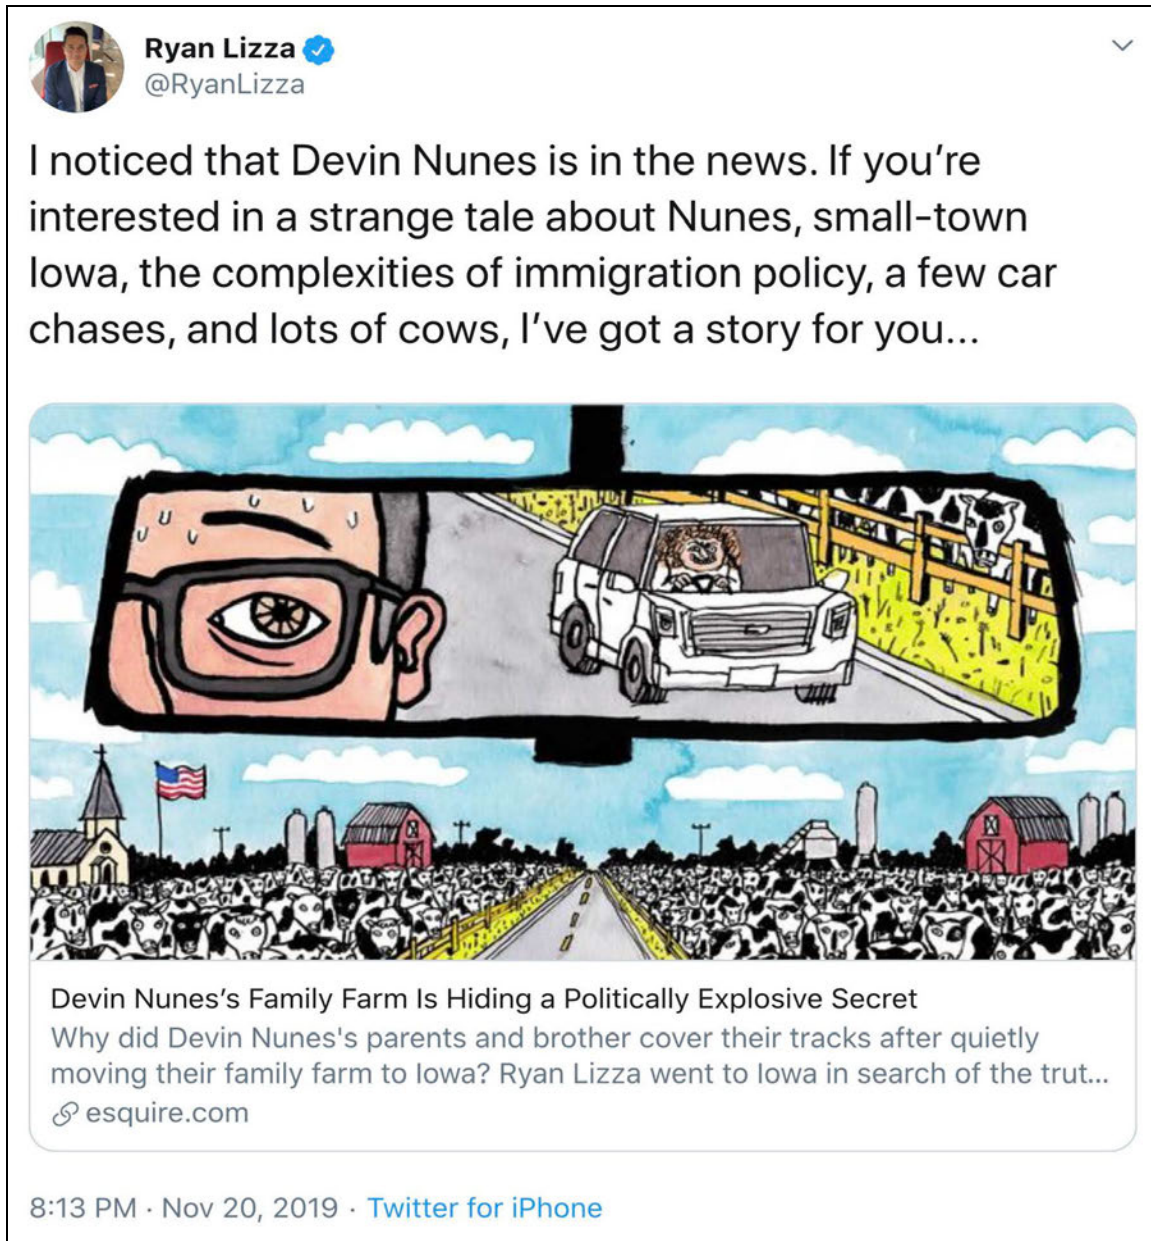 Ryan Lizza
@RyanLizza
I noticed that Devin Nunes is in the news. If you’re
interested in a strange tale about Nunes, small-town
Iowa, the complexities of immigration policy, a few car
chases, and lots of cows, I’ve got a story for you...
Devin Nunes’s Family Farm Is Hiding a Politically Explosive Secret
Why did Devin Nunes's parents and brother cover their tracks after quietly
moving their family farm to Iowa? Ryan Lizza went to Iowa in search of the trut...
esquire.com
8:13 PM · Nov 20, 2019 · Twitter for iPhone